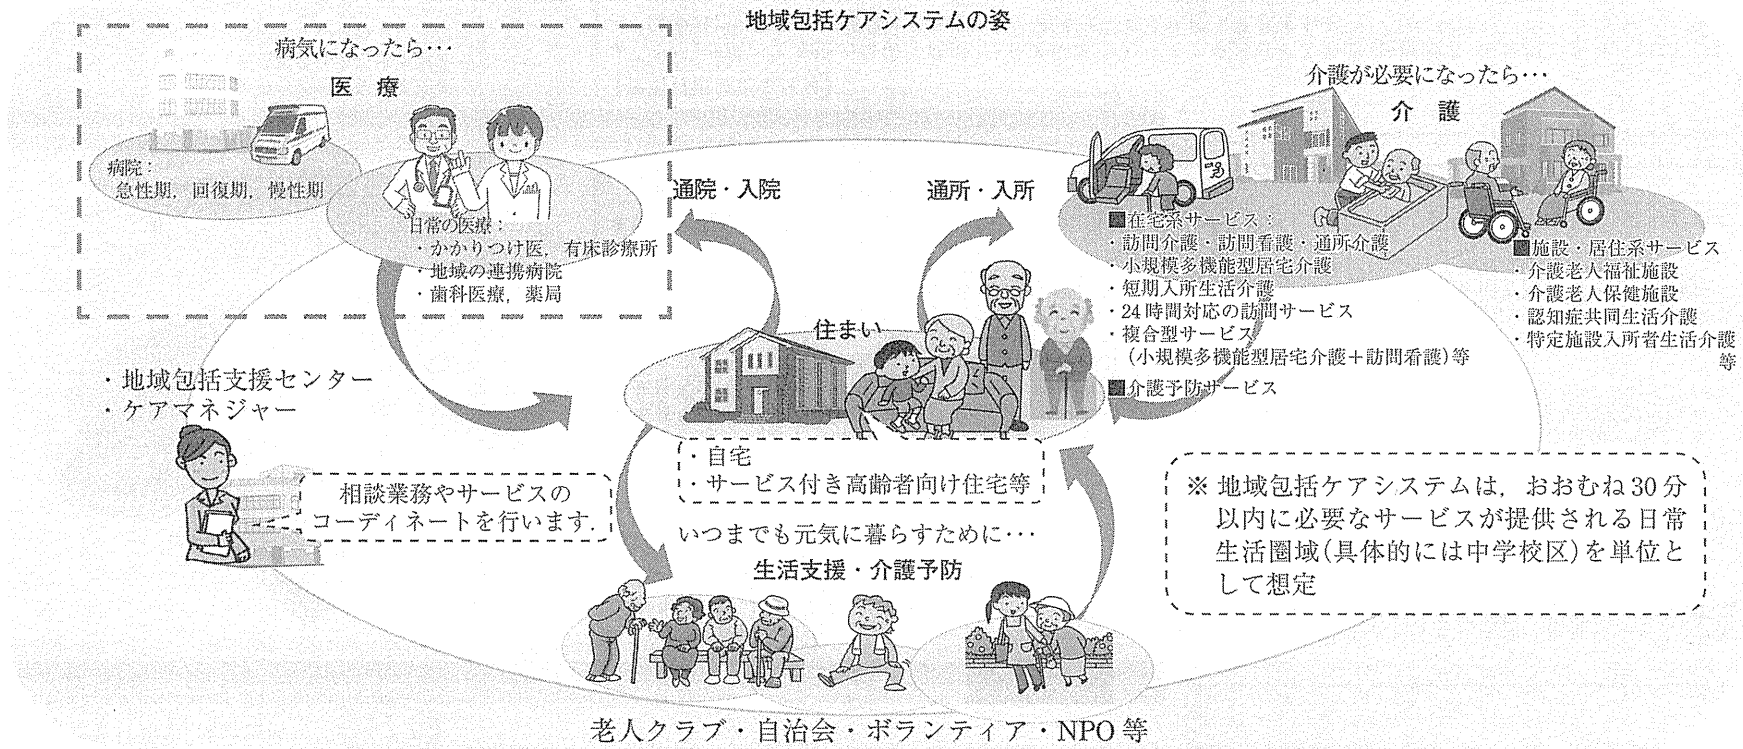 地域包括ケアシステムの姿
病気になったら･･･
医 療
病院：
急性期，回復期，慢性期
日常の医療：
・かかりつけ医，有床診療所
・地域の連携病院
・歯科医療，薬局
通院・入院
通所・入所
介護が必要になったら･･･
介 護
■在宅系サービス：
・訪問介護・訪問看護・通所介護
・小規模多機能型居宅介護
・短期入所生活介護
・24時間対応の訪問サービス
・複合型サービス
（小規模多機能型居宅介護＋訪問看護）等
■介護予防サービス
■施設・居住系サービス
・介護老人福祉施設
・介護老人保健施設
・認知症共同生活介護
・特定施設入所者生活介護
等
住まい
・自宅
・サービス付き高齢者向け住宅等
・地域包括支援センター
・ケアマネジャー
相談業務やサービスの
コーディネートを行います．
いつまでも元気に暮らすために･･･
生活支援・介護予防
老人クラブ・自治会・ボランティア・NPO等
※ 地域包括ケアシステムは，おおむね30分
以内に必要なサービスが提供される日常
生活圏域（具体的には中学校区）を単位と
して想定